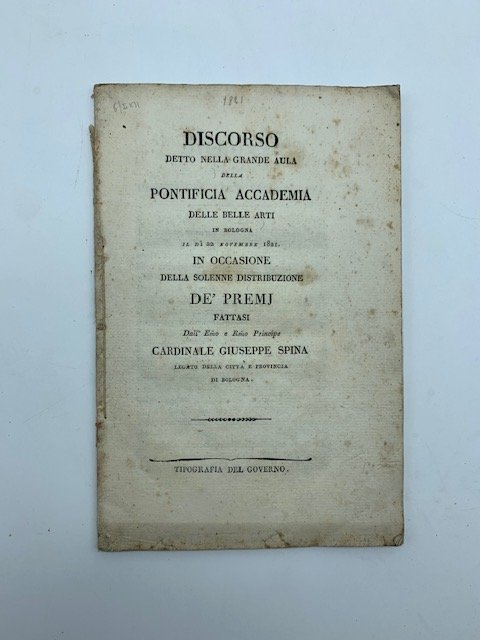 1821
DISCORSO
DETTO NELLA GRANDE AULA
DELLA
PONTIFICIA ACCADEMIA
DELLE BELLE ARTI
IN BOLOGNA
IL DÌ 22 NOVEMBRE 1821.
IN OCCASIONE
DELLA SOLENNE DISTRIBUZIONE
DE' PREMJ
FATTASI
Dall' Emo e Rmo Principe
CARDINALE GIUSEPPE SPINA
LEGATO DELLA CITTÀ E PROVINCIA
DI BOLOGNA.
TIPOGRAFIA DEL GOVERNO.